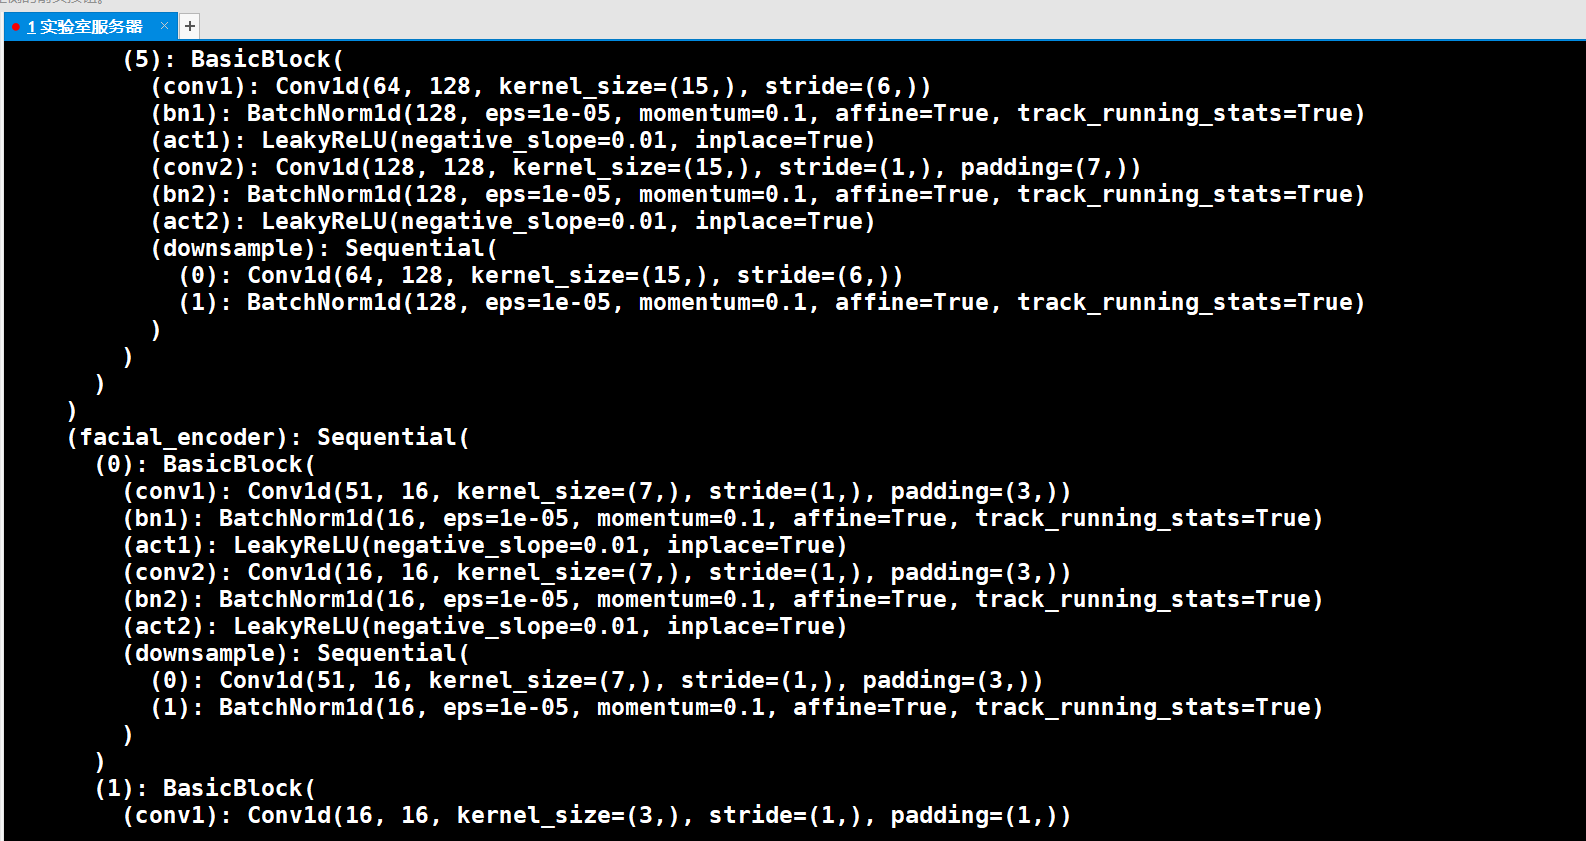 1 实验室服务器 × +
(5): BasicBlock(
(conv1): Conv1d(64, 128, kernel_size=(15,), stride=(6,))
(bn1): BatchNorm1d(128, eps=1e-05, momentum=0.1, affine=True, track_running_stats=True)
(act1): LeakyReLU(negative_slope=0.01, inplace=True)
(conv2): Conv1d(128, 128, kernel_size=(15,), stride=(1,), padding=(7,))
(bn2): BatchNorm1d(128, eps=1e-05, momentum=0.1, affine=True, track_running_stats=True)
(act2): LeakyReLU(negative_slope=0.01, inplace=True)
(downsample): Sequential(
(0): Conv1d(64, 128, kernel_size=(15,), stride=(6,))
(1): BatchNorm1d(128, eps=1e-05, momentum=0.1, affine=True, track_running_stats=True)
)
)
)
)
(facial_encoder): Sequential(
(0): BasicBlock(
(conv1): Conv1d(51, 16, kernel_size=(7,), stride=(1,), padding=(3,))
(bn1): BatchNorm1d(16, eps=1e-05, momentum=0.1, affine=True, track_running_stats=True)
(act1): LeakyReLU(negative_slope=0.01, inplace=True)
(conv2): Conv1d(16, 16, kernel_size=(7,), stride=(1,), padding=(3,))
(bn2): BatchNorm1d(16, eps=1e-05, momentum=0.1, affine=True, track_running_stats=True)
(act2): LeakyReLU(negative_slope=0.01, inplace=True)
(downsample): Sequential(
(0): Conv1d(51, 16, kernel_size=(7,), stride=(1,), padding=(3,))
(1): BatchNorm1d(16, eps=1e-05, momentum=0.1, affine=True, track_running_stats=True)
)
)
(1): BasicBlock(
(conv1): Conv1d(16, 16, kernel_size=(3,), stride=(1,), padding=(1,))